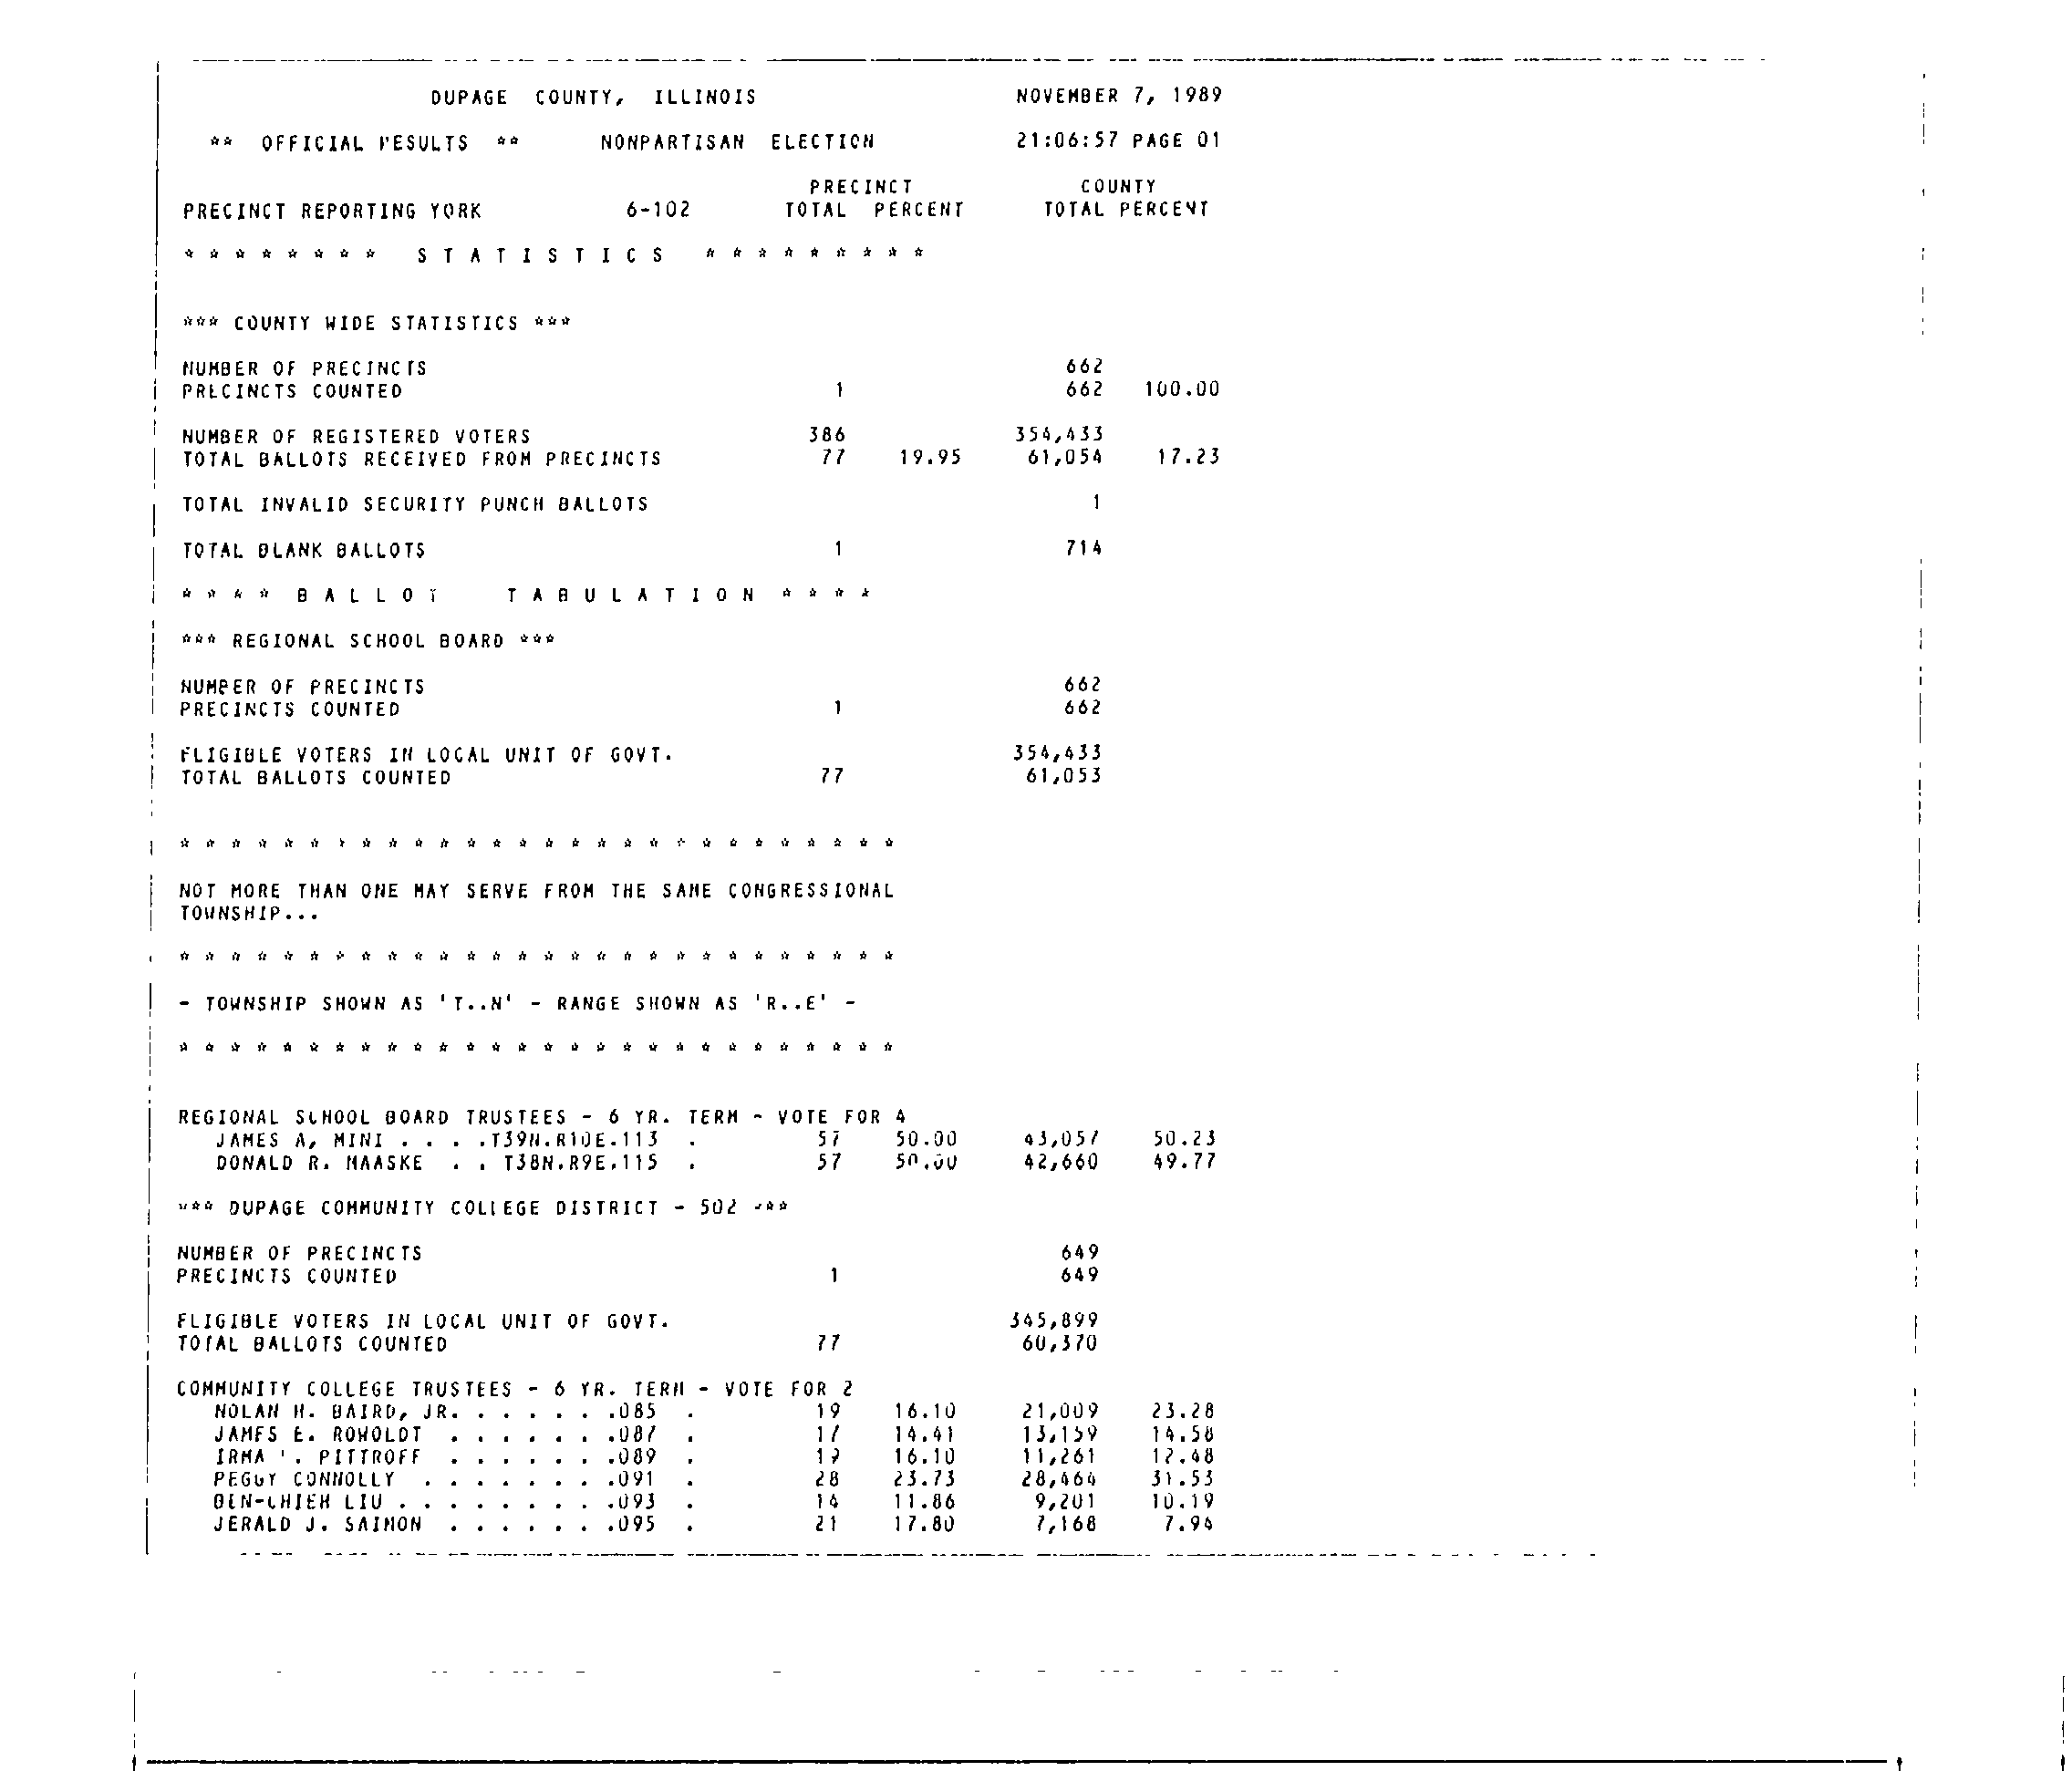 DUPAGE COUNTY, ILLINOIS NOVEMBER 7, 1989
** OFFICIAL RESULTS ** NONPARTISAN ELECTION 21:06:57 PAGE 01
PRECINCT COUNTY
PRECINCT REPORTING YORK 6-102 TOTAL PERCENT TOTAL PERCENT
* * * * * * * * S T A T I S T I C S * * * * * * * * *
*** COUNTY WIDE STATISTICS ***
NUMBER OF PRECINCTS 662
PRECINCTS COUNTED 1 662 100.00
NUMBER OF REGISTERED VOTERS 386 354,433
TOTAL BALLOTS RECEIVED FROM PRECINCTS 77 19.95 61,054 17.23
TOTAL INVALID SECURITY PUNCH BALLOTS 1
TOTAL BLANK BALLOTS 1 714
* * * * B A L L O T T A B U L A T I O N * * * *
*** REGIONAL SCHOOL BOARD ***
NUMBER OF PRECINCTS 662
PRECINCTS COUNTED 1 662
ELIGIBLE VOTERS IN LOCAL UNIT OF GOVT. 354,433
TOTAL BALLOTS COUNTED 77 61,053
* * * * * * * * * * * * * * * * * * * * * * * * * * * *
NOT MORE THAN ONE MAY SERVE FROM THE SAME CONGRESSIONAL
TOWNSHIP...
* * * * * * * * * * * * * * * * * * * * * * * * * * * *
- TOWNSHIP SHOWN AS 'T..N' - RANGE SHOWN AS 'R..E' -
* * * * * * * * * * * * * * * * * * * * * * * * * * * *
REGIONAL SCHOOL BOARD TRUSTEES - 6 YR. TERM - VOTE FOR 4
JAMES A. MINI . . . .T39N.R10E.113 . 57 50.00 43,057 50.23
DONALD R. MAASKE . . T38N.R9E.115 . 57 50.00 42,660 49.77
*** DUPAGE COMMUNITY COLLEGE DISTRICT - 502 ***
NUMBER OF PRECINCTS 649
PRECINCTS COUNTED 1 649
ELIGIBLE VOTERS IN LOCAL UNIT OF GOVT. 345,899
TOTAL BALLOTS COUNTED 77 60,370
COMMUNITY COLLEGE TRUSTEES - 6 YR. TERM - VOTE FOR 2
NOLAN H. BAIRD, JR. . . . . . .085 . 19 16.10 21,009 23.28
JAMES E. ROWOLDT . . . . . . .087 . 17 14.41 13,159 14.58
IRMA PITTROFF . . . . . . .089 . 19 16.10 11,261 12.48
PEGGY CONNOLLY . . . . . . . .091 . 28 23.73 28,464 31.53
BEN-CHIEH LIU . . . . . . . . .093 . 14 11.86 9,201 10.19
JERALD J. SAIMON . . . . . . .095 . 21 17.80 7,168 7.94